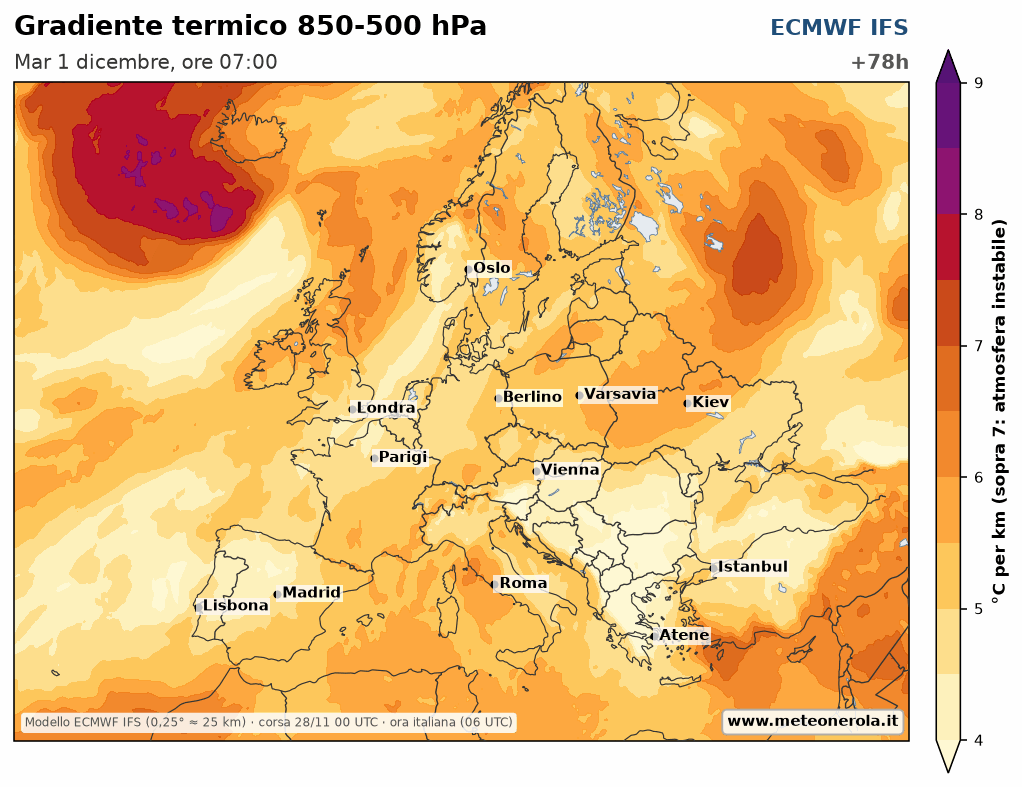 Gradiente termico 850-500 hPa
ECMWF IFS
Mar 1 dicembre, ore 07:00
+78h
Oslo
Berlino
Varsavia
Kiev
Londra
Parigi
Vienna
Istanbul
Roma
Madrid
Lisbona
Atene
Modello ECMWF IFS (0,25° ≈ 25 km) · corsa 28/11 00 UTC · ora italiana (06 UTC)
www.meteonerola.it
9
8
7
6
5
4
°C per km (sopra 7: atmosfera instabile)